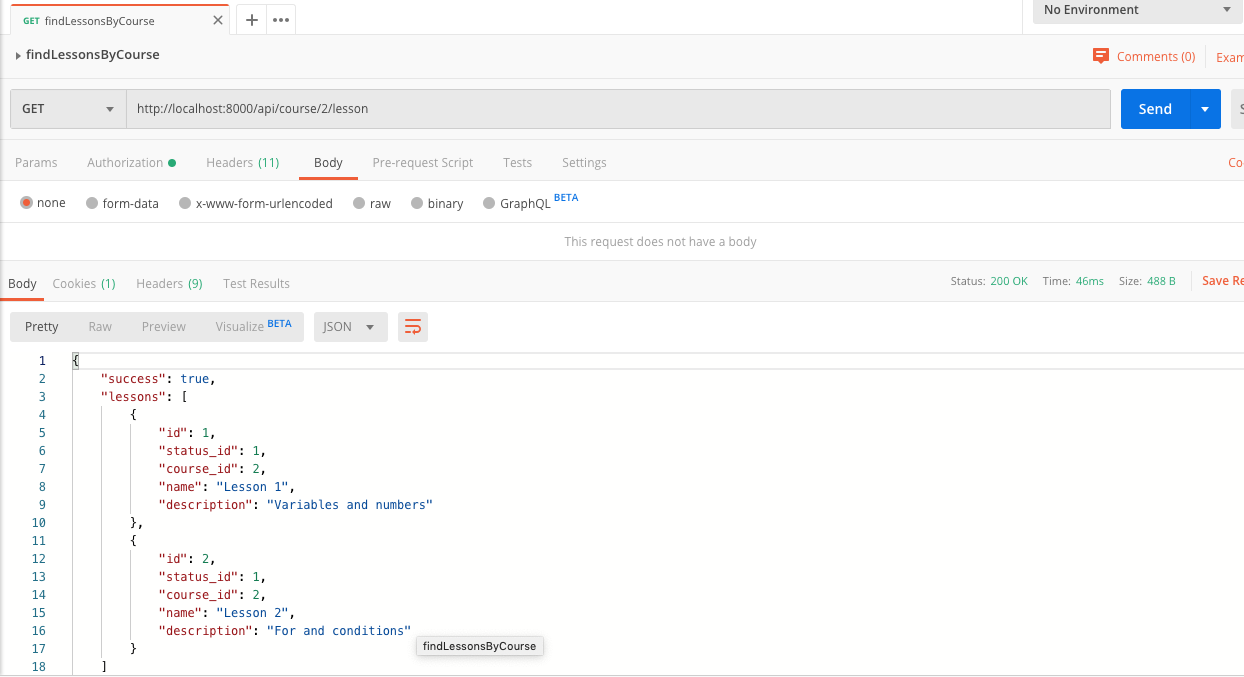 GET findLessonsByCourse
No Environment
findLessonsByCourse
Comments (0)
Exam
GET
http://localhost:8000/api/course/2/lesson
Send
S
Params Authorization Headers (11) Body Pre-request Script Tests Settings
Co
none form-data x-www-form-urlencoded raw binary GraphQL BETA
This request does not have a body
Body Cookies (1) Headers (9) Test Results
Status: 200 OK Time: 46ms Size: 488 B
Save Re
Pretty Raw Preview Visualize BETA JSON
1 {
2 "success": true,
3 "lessons": [
4 {
5 "id": 1,
6 "status_id": 1,
7 "course_id": 2,
8 "name": "Lesson 1",
9 "description": "Variables and numbers"
10 },
11 {
12 "id": 2,
13 "status_id": 1,
14 "course_id": 2,
15 "name": "Lesson 2",
16 "description": "For and conditions"
findLessonsByCourse
17 }
18 ]